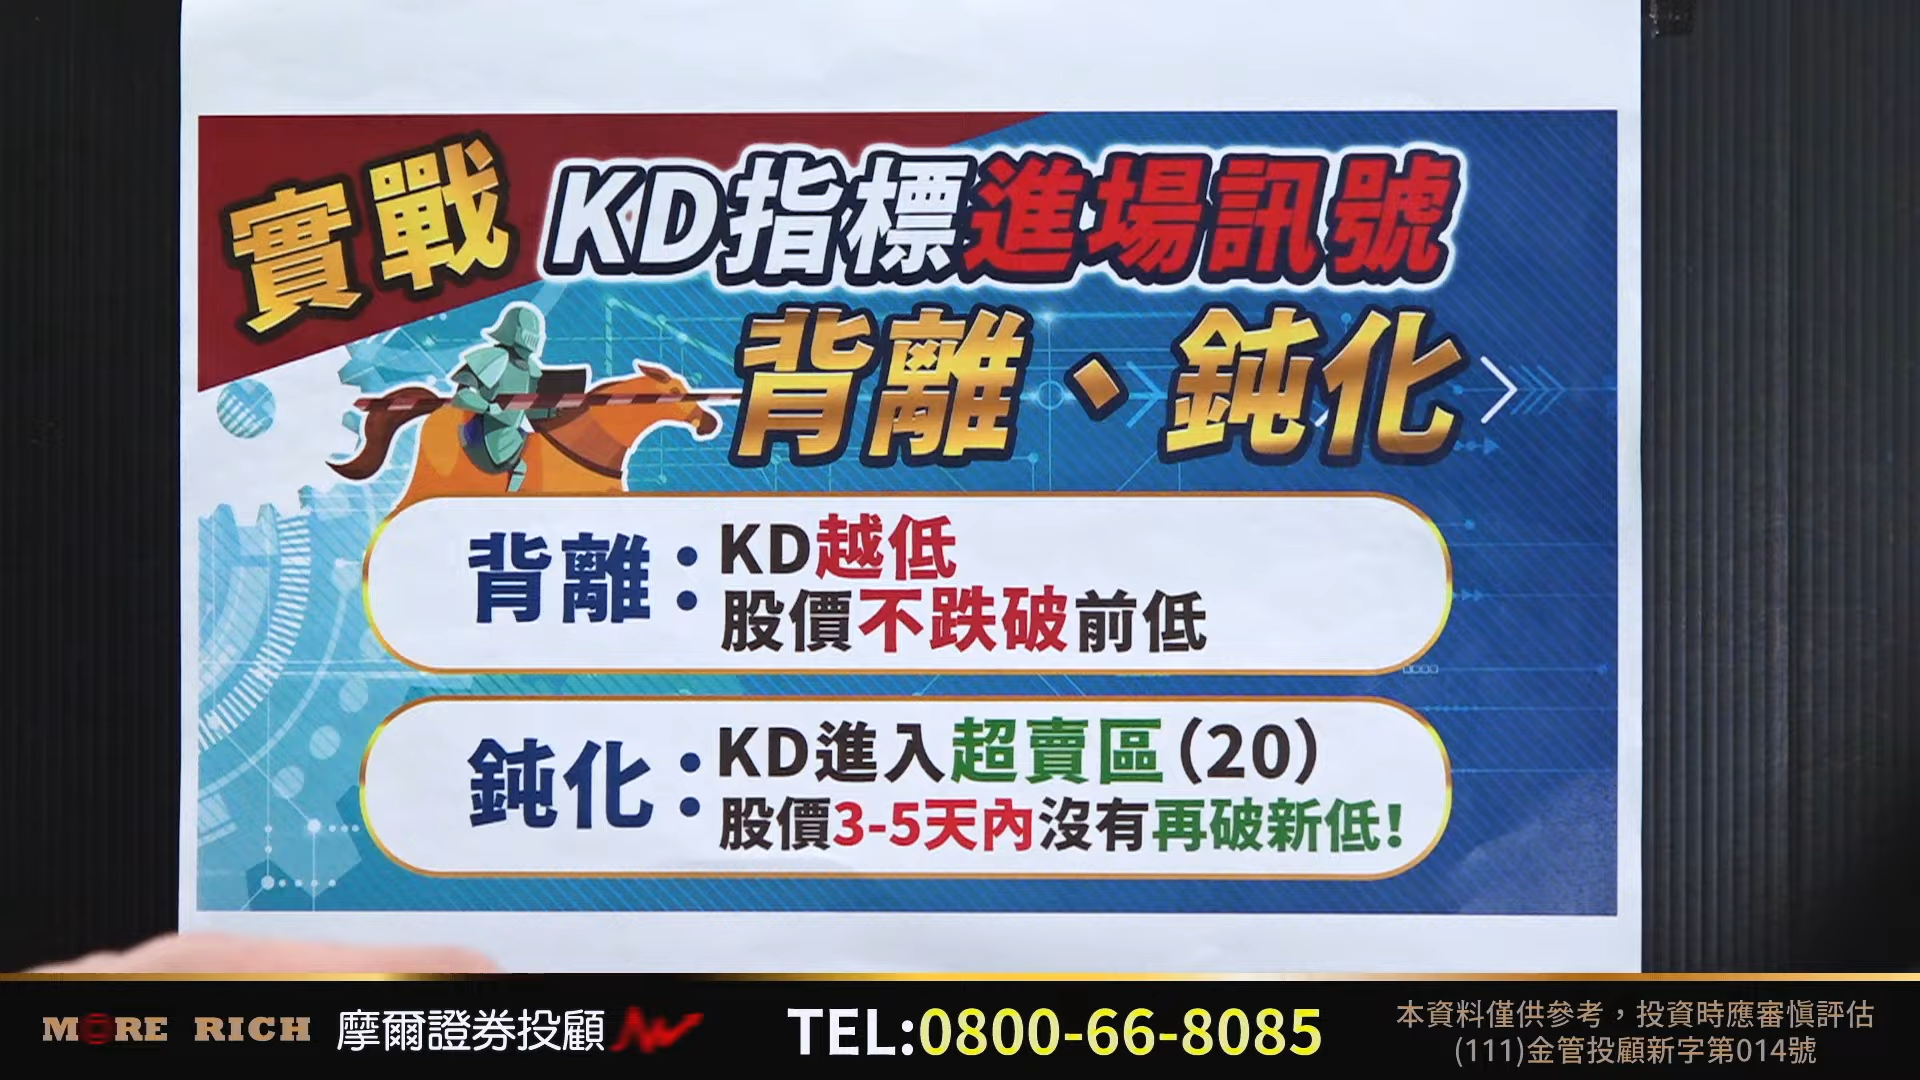 實戰 KD指標進場訊號
背離、鈍化
背離：KD越低
股價不跌破前低
鈍化：KD進入超賣區(20)
股價3-5天內沒有再破新低!
MORE RICH 摩爾證券投顧
TEL:0800-66-8085
本資料僅供參考，投資時應審慎評估
(111)金管投顧新字第014號